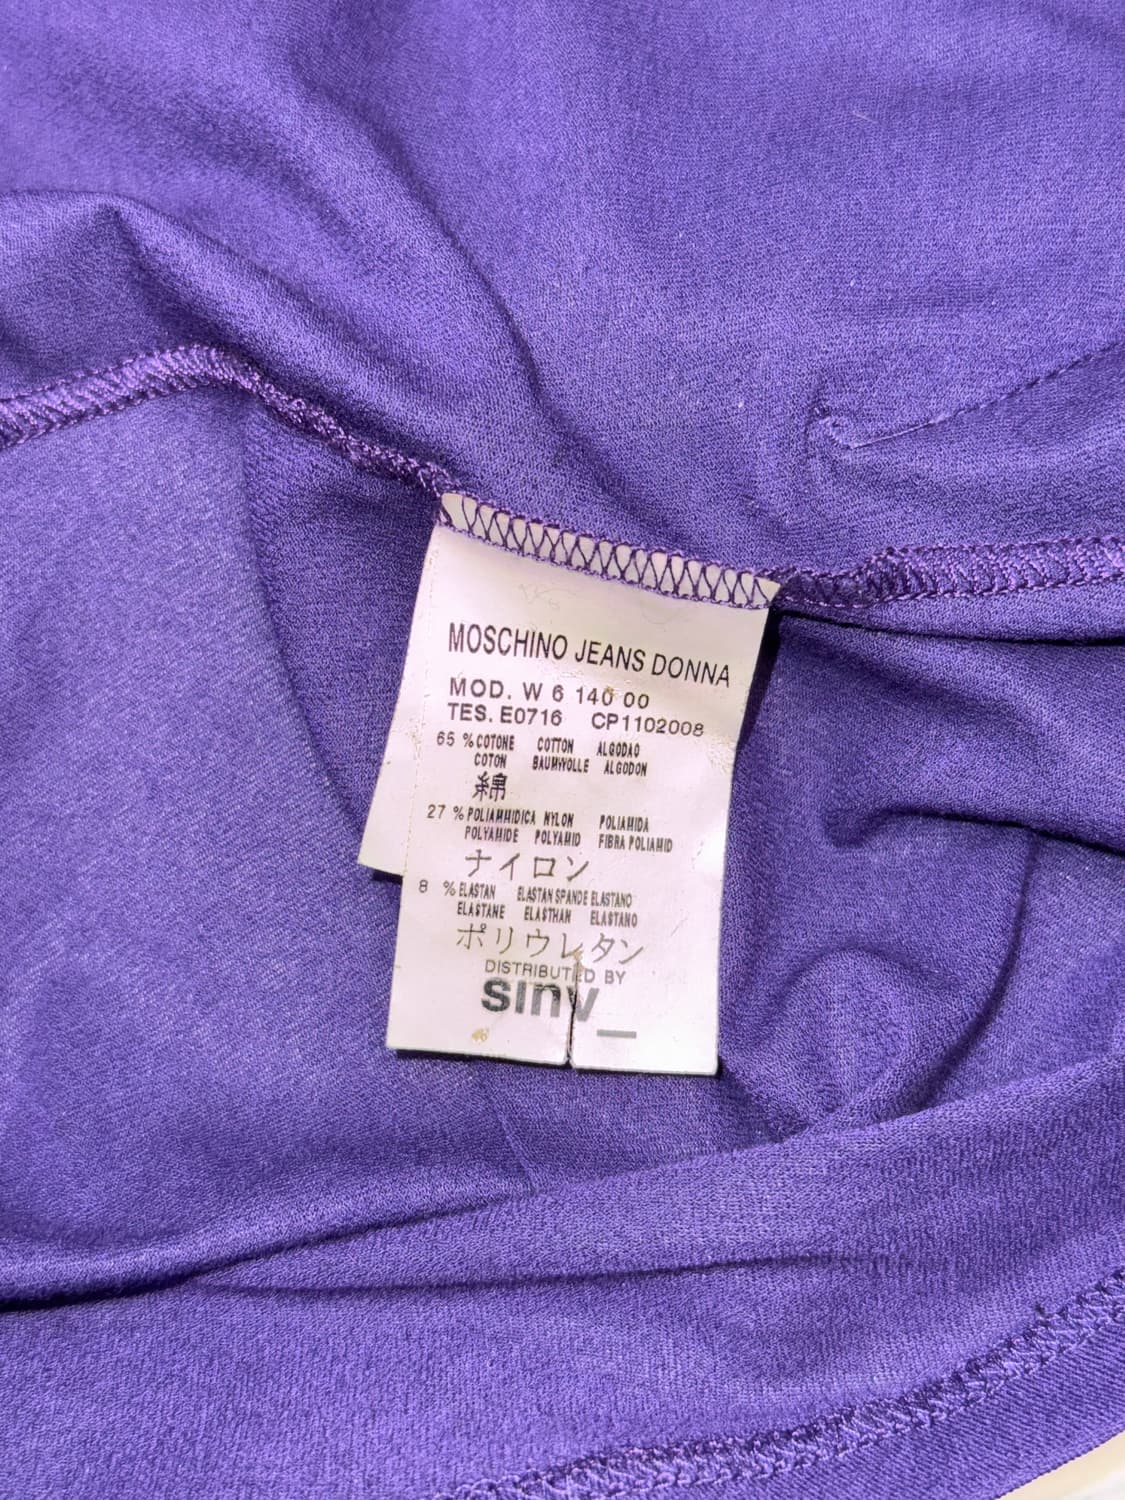 MOSCHINO JEANS DONNA
MOD. W 6 140 00
TES. E0716 CP1102008
65 % COTONE COTTON ALGODAO
COTON BAUMWOLLE ALGODON
綿
27 % POLIAMMIDICA NYLON POLIAMIDA
POLYAMIDE POLYAMID FIBRA POLIAMID
ナイロン
8 % ELASTAN ELASTAN SPANDE ELASTANO
ELASTANE ELASTHAN ELASTANO
ポリウレタン
DISTRIBUTED BY
sinv_